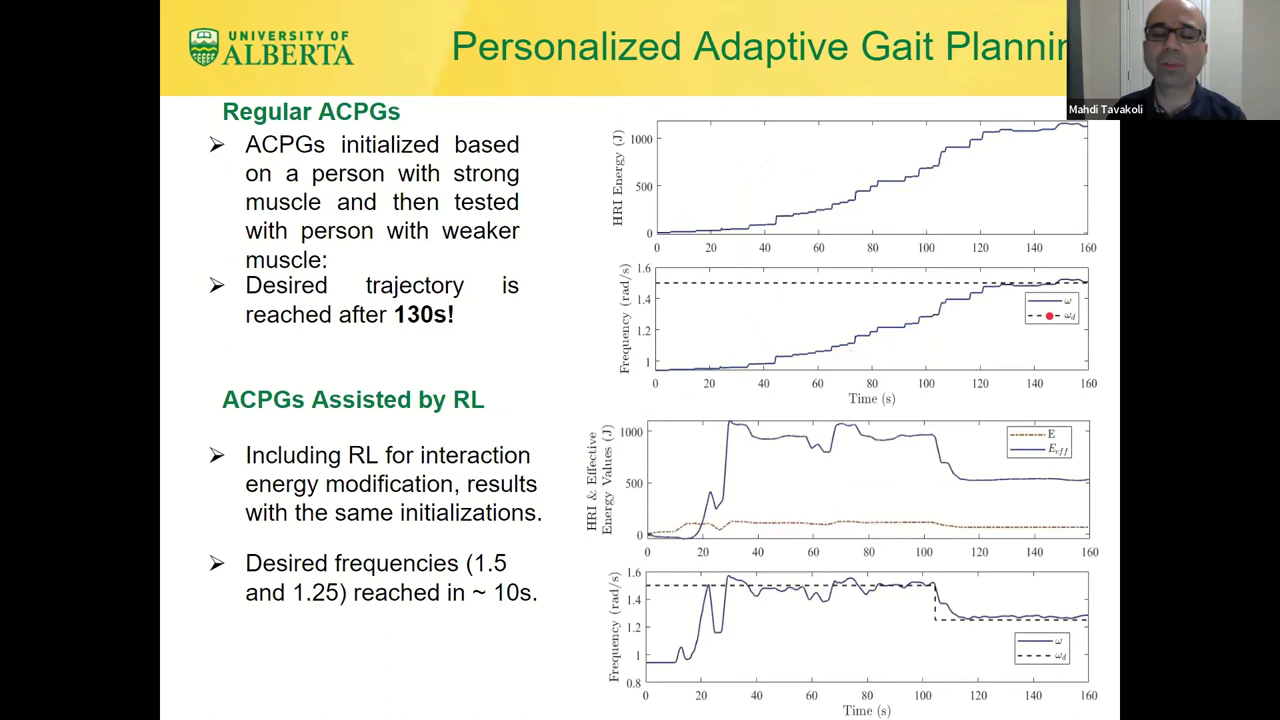 UNIVERSITY OF
ALBERTA
Personalized Adaptive Gait Plannin
Mahdi Tavakoli
Regular ACPGs
ACPGs initialized based
on a person with strong
muscle and then tested
with person with weaker
muscle:
Desired trajectory is
reached after 130s!
ACPGs Assisted by RL
Including RL for interaction
energy modification, results
with the same initializations.
Desired frequencies (1.5
and 1.25) reached in ~ 10s.
HRI Energy (J)
1000
500
0
0 20 40 60 80 100 120 140 160
Frequency (rad/s)
1.6
1.4
1.2
1
ω
ω_d
0 20 40 60 80 100 120 140 160
Time (s)
HRI & Effective
Energy Values (J)
1000
500
0
E
E_eff
0 20 40 60 80 100 120 140 160
Frequency (rad/s)
1.6
1.4
1.2
1
0.8
ω
ω_d
0 20 40 60 80 100 120 140 160
Time (s)